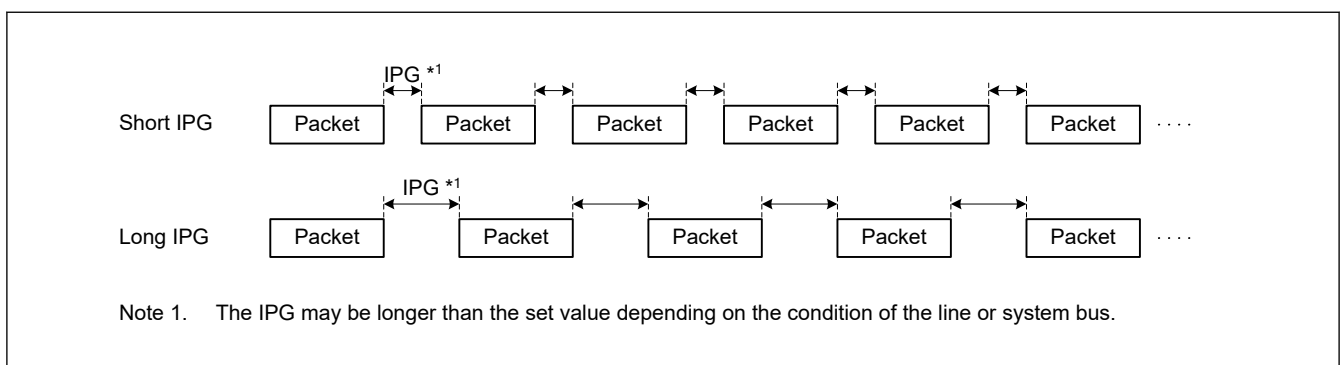 IPG *1
Short IPG Packet Packet Packet Packet Packet Packet ....
IPG *1
Long IPG Packet Packet Packet Packet Packet ....
Note 1. The IPG may be longer than the set value depending on the condition of the line or system bus.